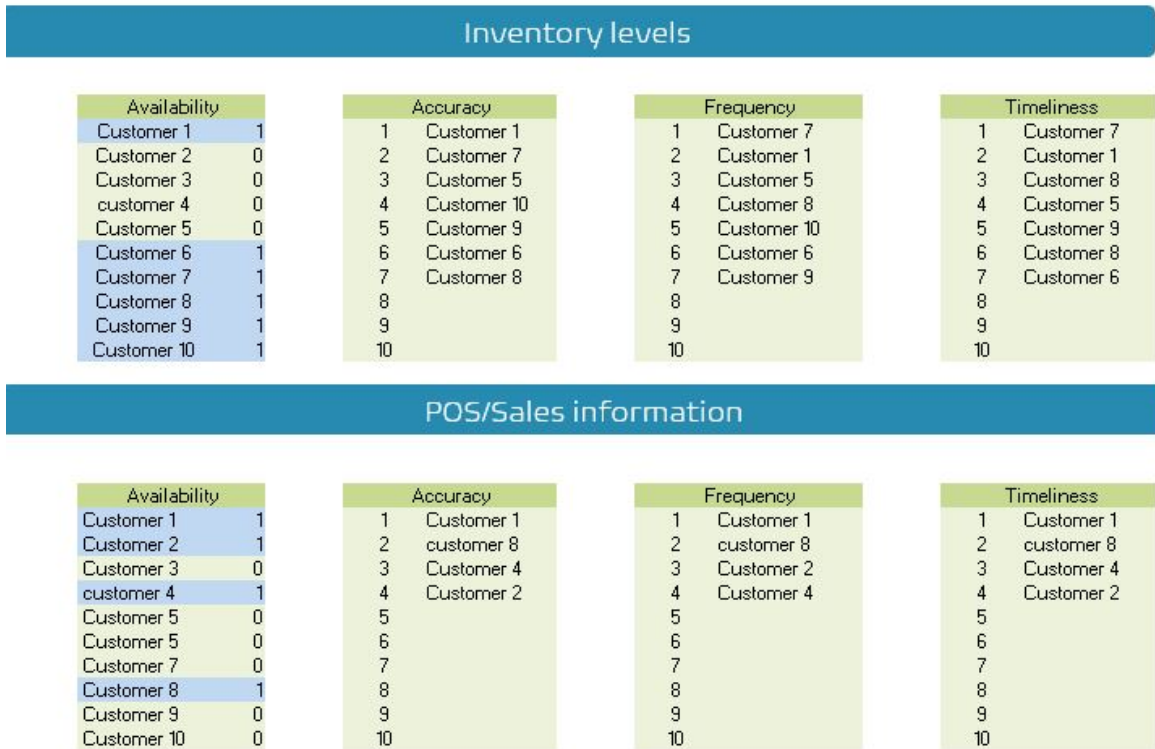 Inventory levels
Availability Accuracy Frequency Timeliness
Customer 1 1 1 Customer 1 1 Customer 7 1 Customer 7
Customer 2 0 2 Customer 7 2 Customer 1 2 Customer 1
Customer 3 0 3 Customer 5 3 Customer 5 3 Customer 8
customer 4 0 4 Customer 10 4 Customer 8 4 Customer 5
Customer 5 0 5 Customer 9 5 Customer 10 5 Customer 9
Customer 6 1 6 Customer 6 6 Customer 6 6 Customer 8
Customer 7 1 7 Customer 8 7 Customer 9 7 Customer 6
Customer 8 1 8 8 8
Customer 9 1 9 9 9
Customer 10 1 10 10 10
POS/Sales information
Availability Accuracy Frequency Timeliness
Customer 1 1 1 Customer 1 1 Customer 1 1 Customer 1
Customer 2 1 2 customer 8 2 customer 8 2 customer 8
Customer 3 0 3 Customer 4 3 Customer 2 3 Customer 4
customer 4 1 4 Customer 2 4 Customer 4 4 Customer 2
Customer 5 0 5 5 5
Customer 5 0 6 6 6
Customer 7 0 7 7 7
Customer 8 1 8 8 8
Customer 9 0 9 9 9
Customer 10 0 10 10 10